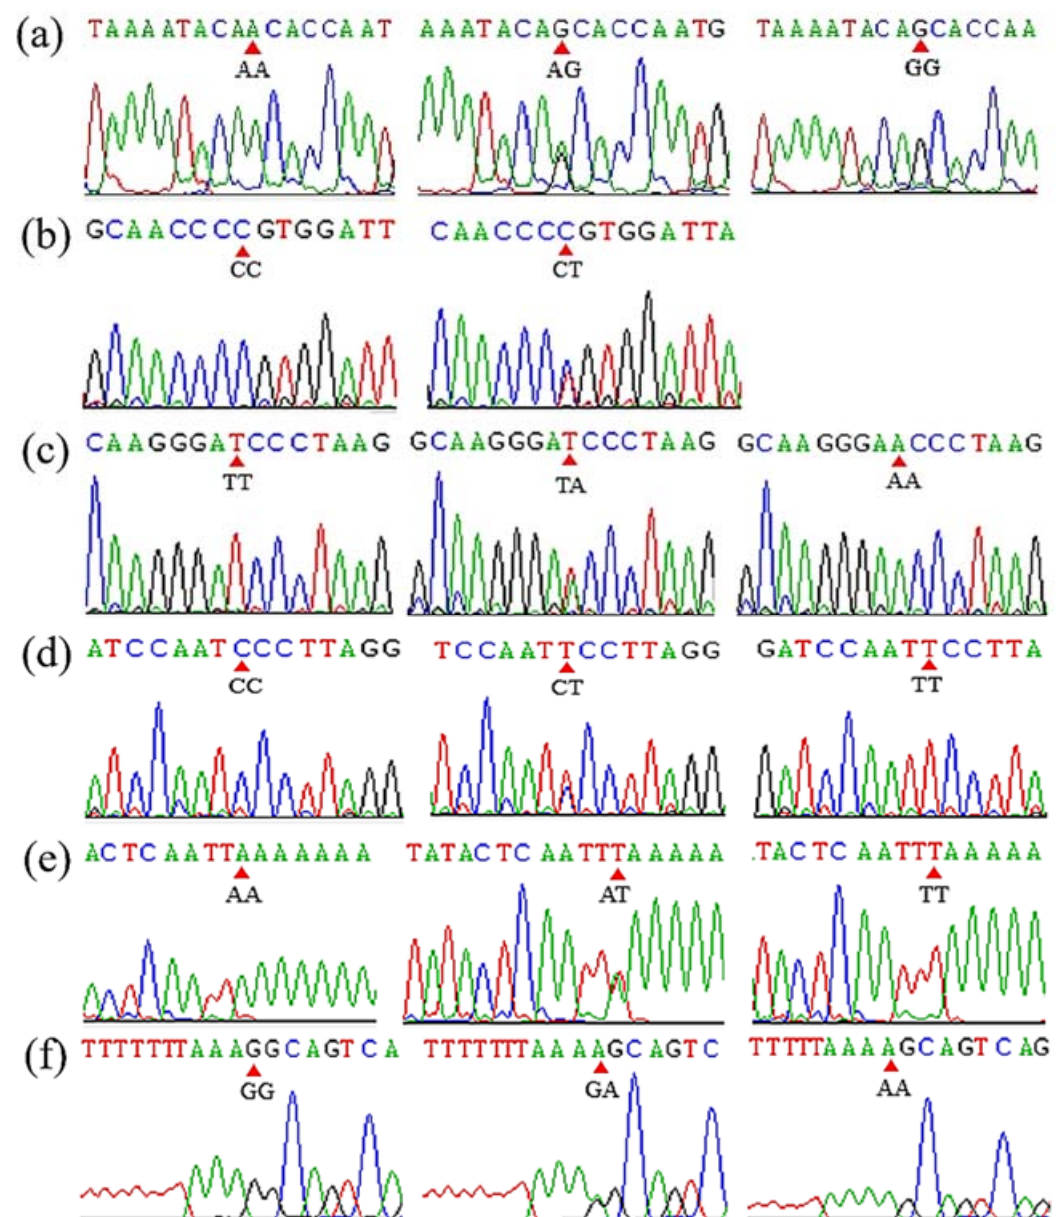 (a) TAAAATACAACACCAAT AAATACAGCACCAATG TAAAATACAGCACCAA
AA AG GG
(b) GCAACCCCGTGGATT CAACCCCGTGGATTA
CC CT
(c) CAAGGGATCCCTAAG GCAAGGGATCCCTAAG GCAAGGGAACCCTAAG
TT TA AA
(d) ATCCAATCCCTTAGG TCCAATTCCTTAGG GATCCAATTCCTTA
CC CT TT
(e) ACTCAATTAAAAAAA TATACTCAATTTAAAAA TACTCAATTTAAAAA
AA AT TT
(f) TTTTTTTAAAGGCAGTCA TTTTTTTAAAAGCAGTC TTTTTAAAAGCAGTCAG
GG GA AA